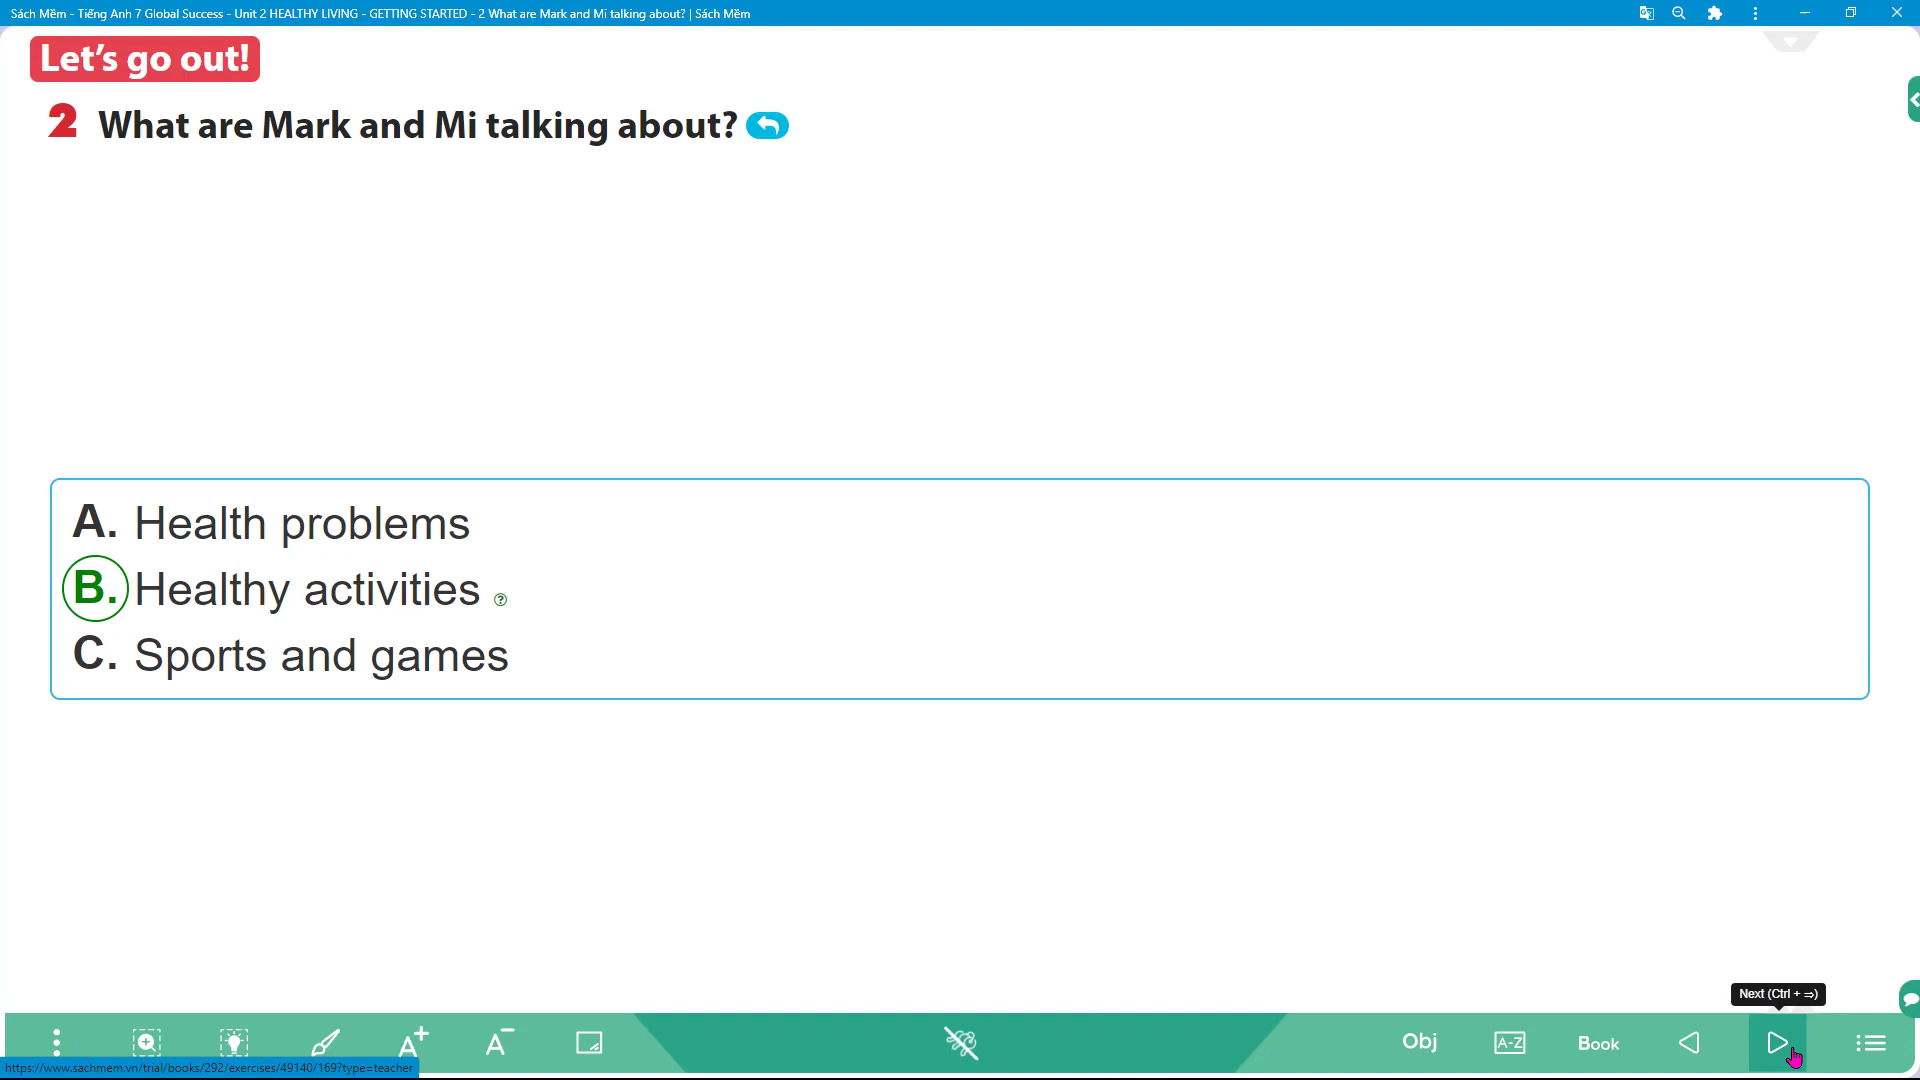 Sách Mềm - Tiếng Anh 7 Global Success - Unit 2 HEALTHY LIVING - GETTING STARTED - 2 What are Mark and Mi talking about? | Sách Mềm
Let's go out!
2 What are Mark and Mi talking about?
A. Health problems
B. Healthy activities
C. Sports and games
Next (Ctrl + ⇒)
A+ A- Obj A-Z Book
https://www.sachmem.vn/trial/books/292/exercises/49140/169?type=teacher